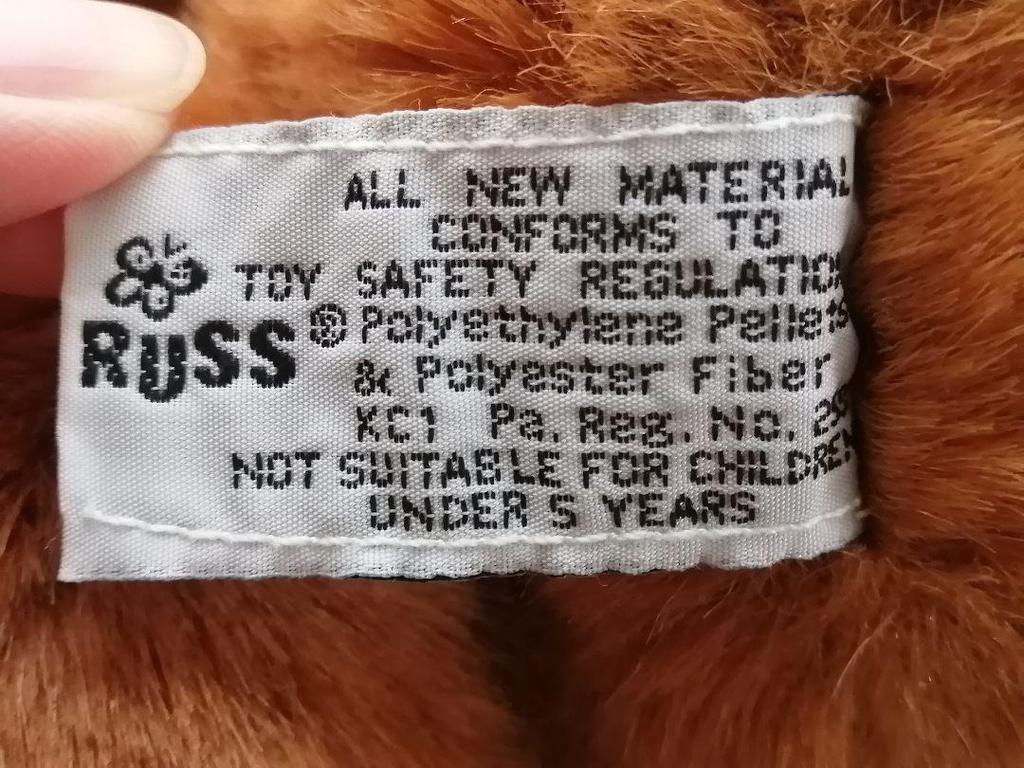 ALL NEW MATERIAL
CONFORMS TO
TOY SAFETY REGULATIO
RUSS ® Polyethylene Pellets
& Polyester Fiber
XC1 Pa. Reg. No.
NOT SUITABLE FOR CHILDREN
UNDER 5 YEARS